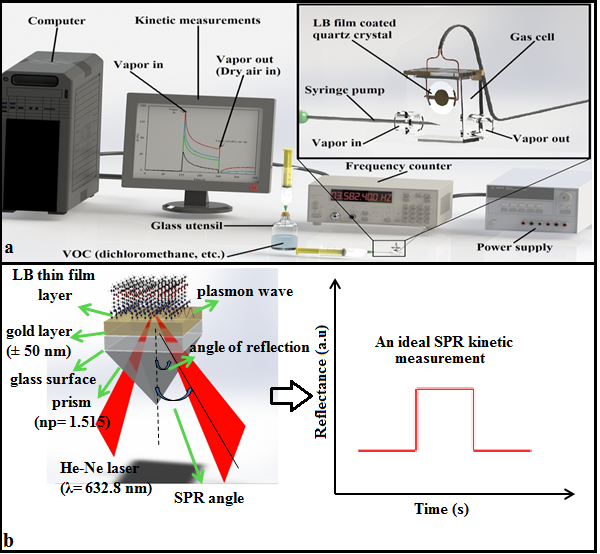 Computer
Kinetic measurements
Vapor in
Vapor out
(Dry air in)
LB film coated
quartz crystal
Gas cell
Syringe pump
Vapor in
Vapor out
Frequency counter
Glass utensil
VOC (dichloromethane, etc.)
Power supply
a
LB thin film
layer
plasmon wave
gold layer
(± 50 nm)
angle of reflection
glass surface
prism
(np= 1.515)
He-Ne laser
(λ= 632.8 nm)
SPR angle
Reflectance (a.u)
An ideal SPR kinetic
measurement
Time (s)
b